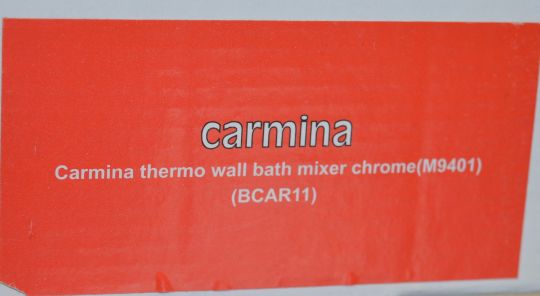 carmina
Carmina thermo wall bath mixer chrome(M9401)
(BCAR11)